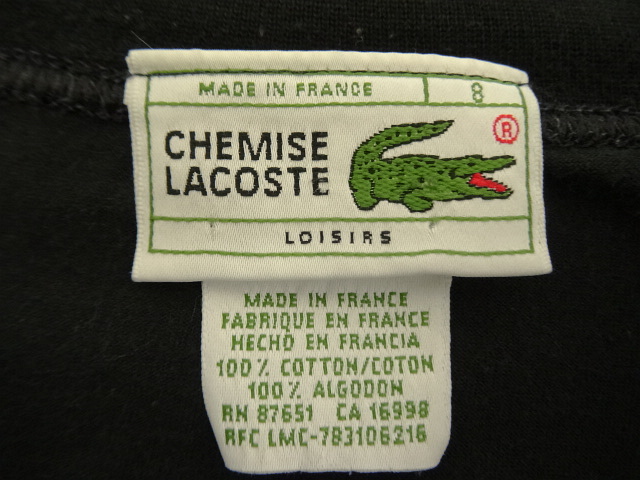 MADE IN FRANCE 8
CHEMISE ®
LACOSTE
LOISIRS
MADE IN FRANCE
FABRIQUE EN FRANCE
HECHO EN FRANCIA
100% COTTON/COTON
100% ALGODON
RN 87651 CA 16998
RFC LMC-783106216